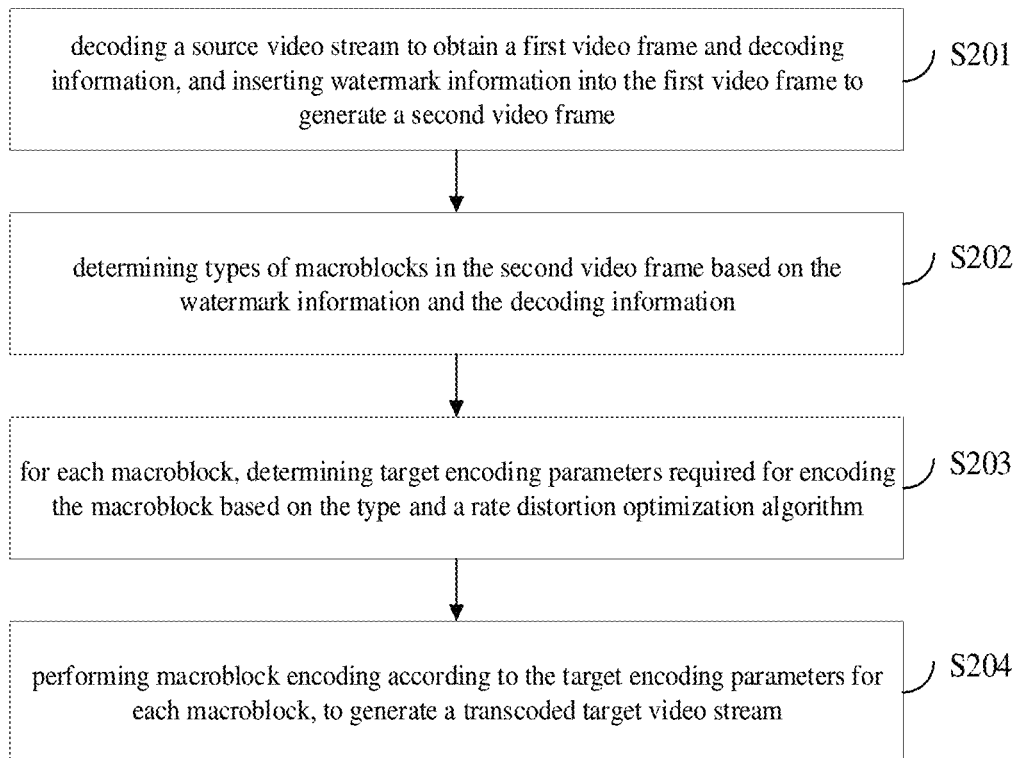 decoding a source video stream to obtain a first video frame and decoding
information, and inserting watermark information into the first video frame to
generate a second video frame
S201
determining types of macroblocks in the second video frame based on the
watermark information and the decoding information
S202
for each macroblock, determining target encoding parameters required for encoding
the macroblock based on the type and a rate distortion optimization algorithm
S203
performing macroblock encoding according to the target encoding parameters for
each macroblock, to generate a transcoded target video stream
S204